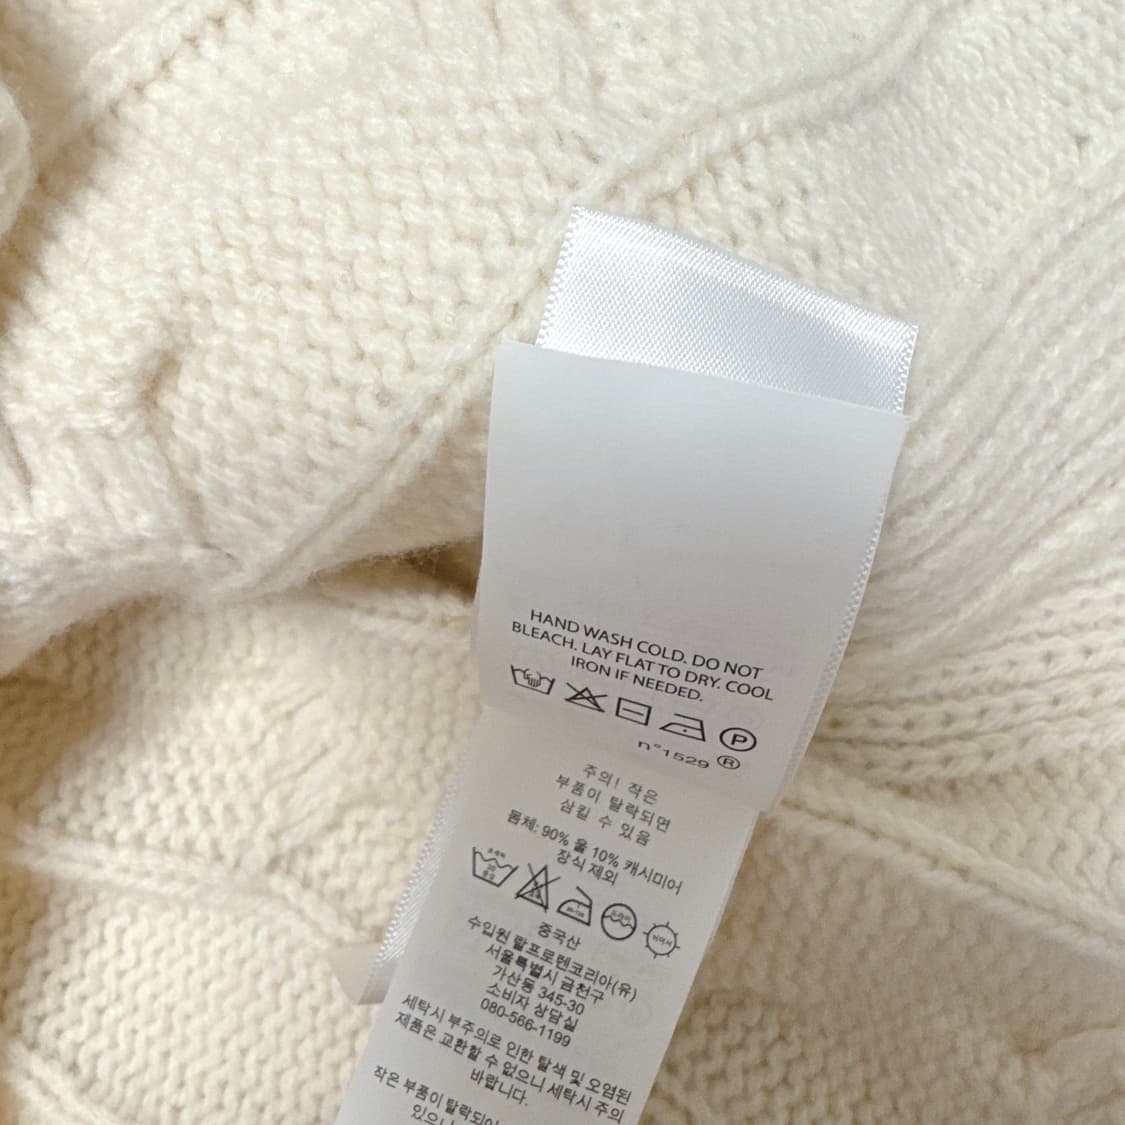 HAND WASH COLD. DO NOT
BLEACH. LAY FLAT TO DRY. COOL
IRON IF NEEDED.
P
n°1529 ®
주의! 작은
부품이 탈락되면
삼킬 수 있음
몸체: 90% 울 10% 캐시미어
장식 제외
중국산
수입원 랄프로렌코리아(유)
서울특별시 금천구
가산동 345-30
소비자 상담실
080-566-1199
세탁시 부주의로 인한 탈색 및 오염된
제품은 교환할 수 없으니 세탁시 주의
바랍니다.
작은 부품이 탈락되어